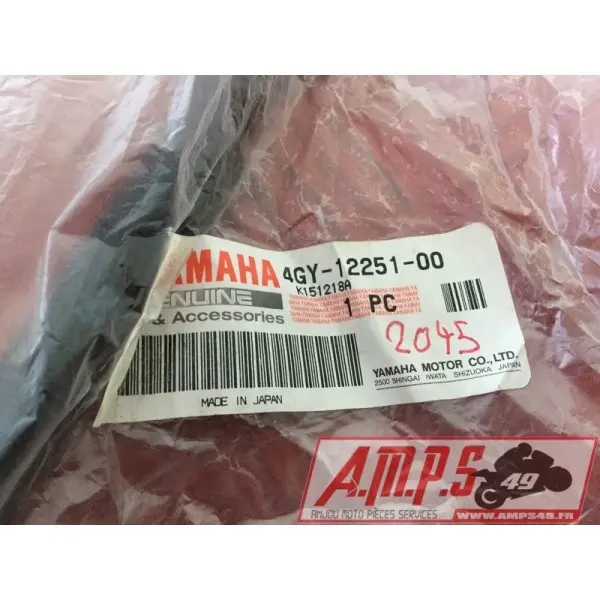 YAMAHA 4GY-12251-00
K151218A
GENUINE
& Accessories
1 PC
2045
YAMAHA MOTOR CO., LTD.
2500 SHINGAI IWATA SHIZUOKA JAPAN
MADE IN JAPAN
A.M.P.S
49
ANJOU MOTO PIECES SERVICES
WWW.AMPS49.FR